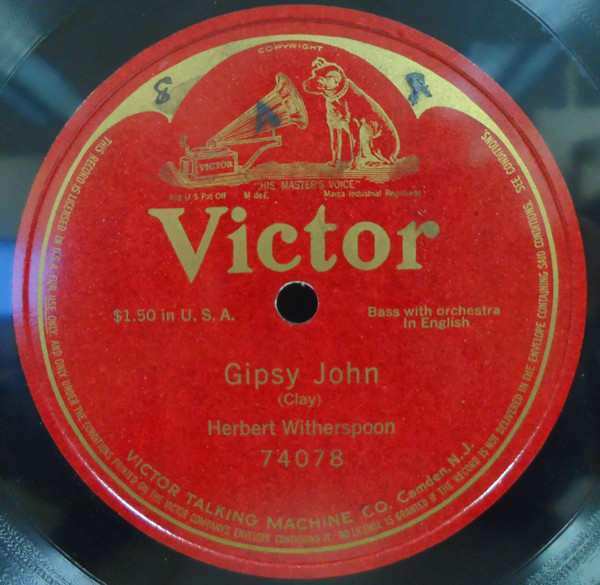 COPYRIGHT
8 A A
VICTOR
"HIS MASTER'S VOICE"
Reg U S Pat Off M de F. Marca Industrial Registrada
Victor
$1.50 in U. S. A.
Bass with orchestra
In English
Gipsy John
(Clay)
Herbert Witherspoon
74078
VICTOR TALKING MACHINE CO. Camden, N.J.
THIS RECORD IS LICENSED IN U.S.A. FOR USE ONLY, AND ONLY UNDER THE CONDITIONS PRINTED ON THE VICTOR COMPANY'S ENVELOPE CONTAINING IT. NO LICENSE IS GRANTED IF THE RECORD IS NOT DELIVERED IN THE ENVELOPE CONTAINING SAID CONDITIONS. SEE CONDITIONS.